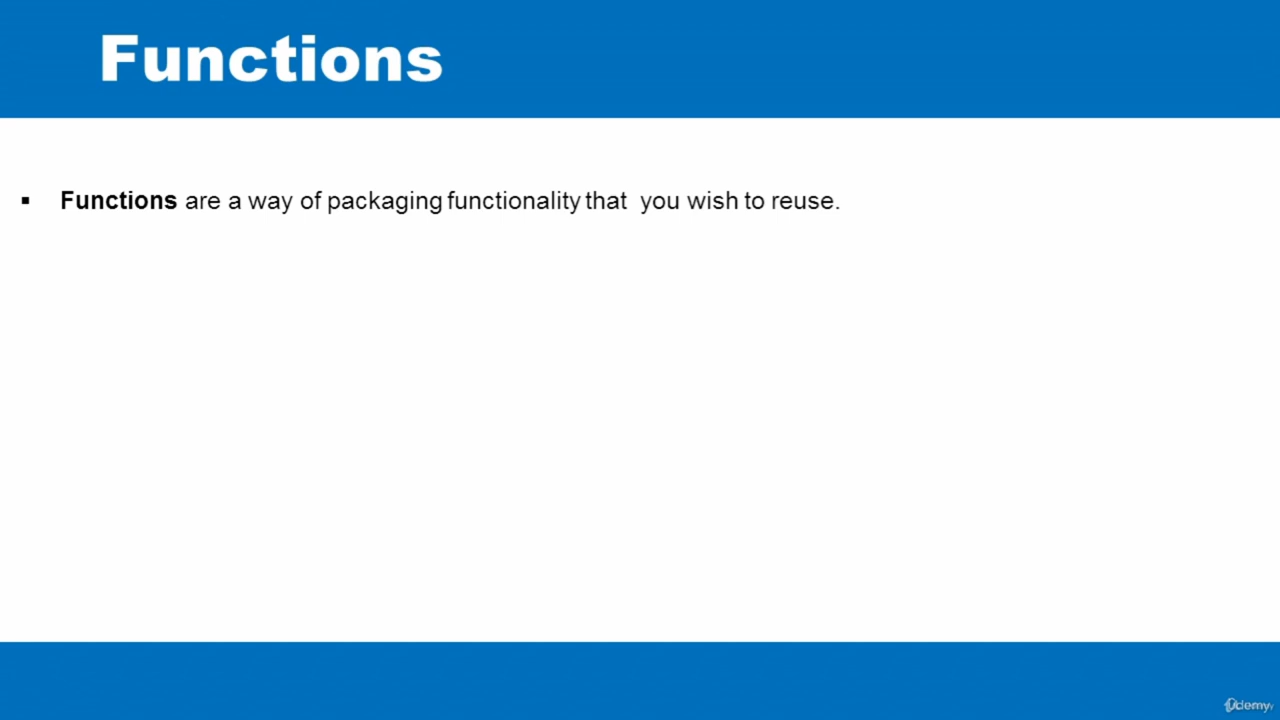 Functions
▪ Functions are a way of packaging functionality that you wish to reuse.
Udemy